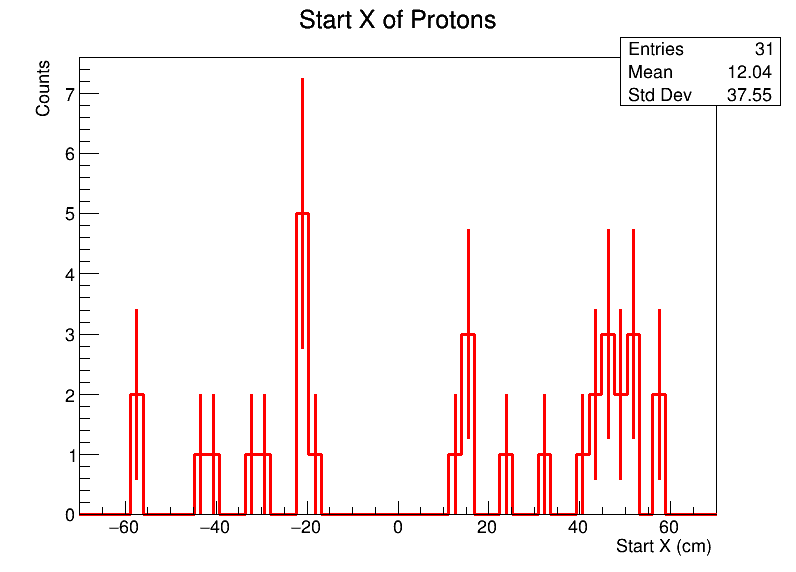 Start X of Protons
Entries 31
Mean 12.04
Std Dev 37.55
Counts
7
6
5
4
3
2
1
0
−60 −40 −20 0 20 40 60
Start X (cm)